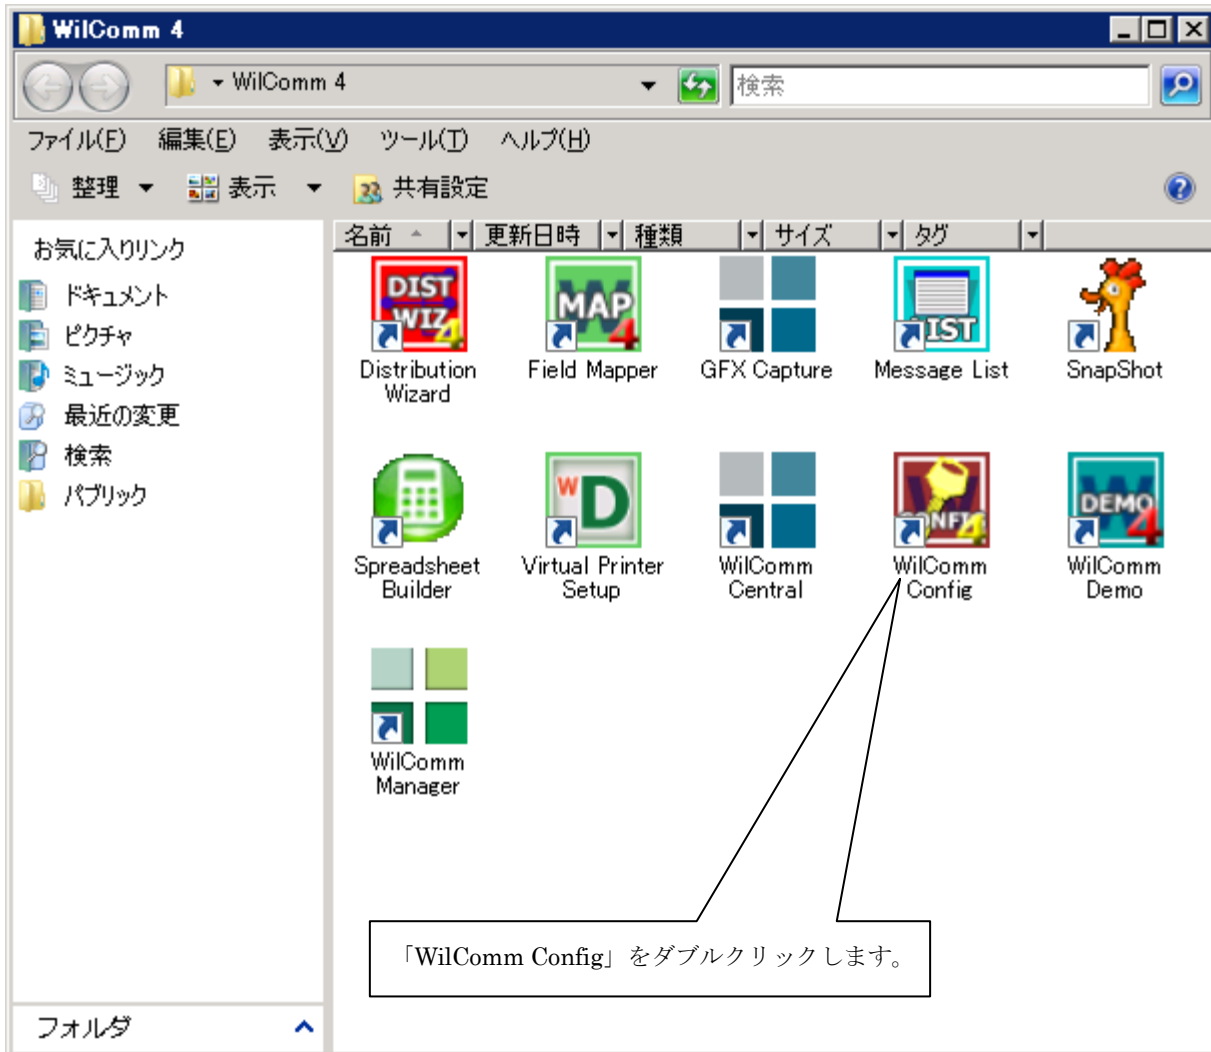 WilComm 4
WilComm 4
検索
ファイル(F) 編集(E) 表示(V) ツール(T) ヘルプ(H)
整理 表示 共有設定
お気に入りリンク
ドキュメント
ピクチャ
ミュージック
最近の変更
検索
パブリック
フォルダ
名前 更新日時 種類 サイズ タグ
DIST
WIZ
4
Distribution
Wizard
MAP
4
Field Mapper
GFX Capture
LIST
Message List
SnapShot
Spreadsheet
Builder
W
D
Virtual Printer
Setup
WilComm
Central
CONFIG
4
WilComm
Config
DEMO
4
WilComm
Demo
WilComm
Manager
「WilComm Config」をダブルクリックします。